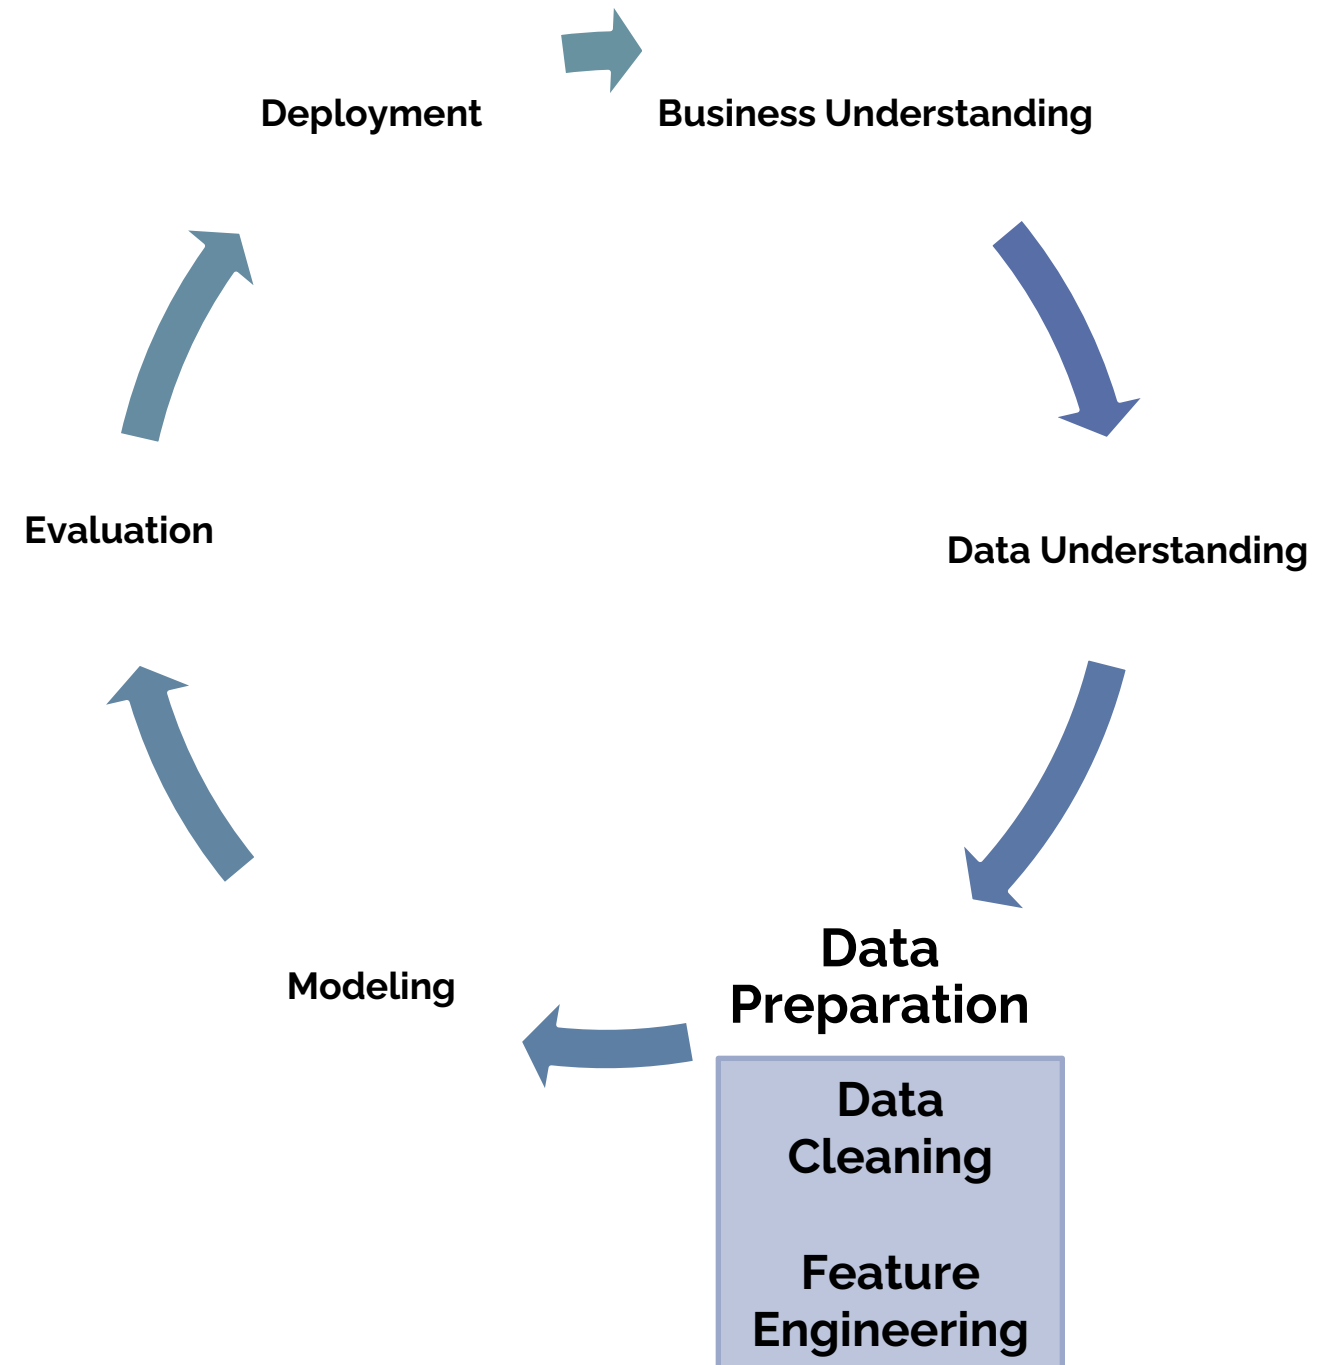 Deployment
Business Understanding
Evaluation
Data Understanding
Modeling
Data
Preparation
Data
Cleaning
Feature
Engineering